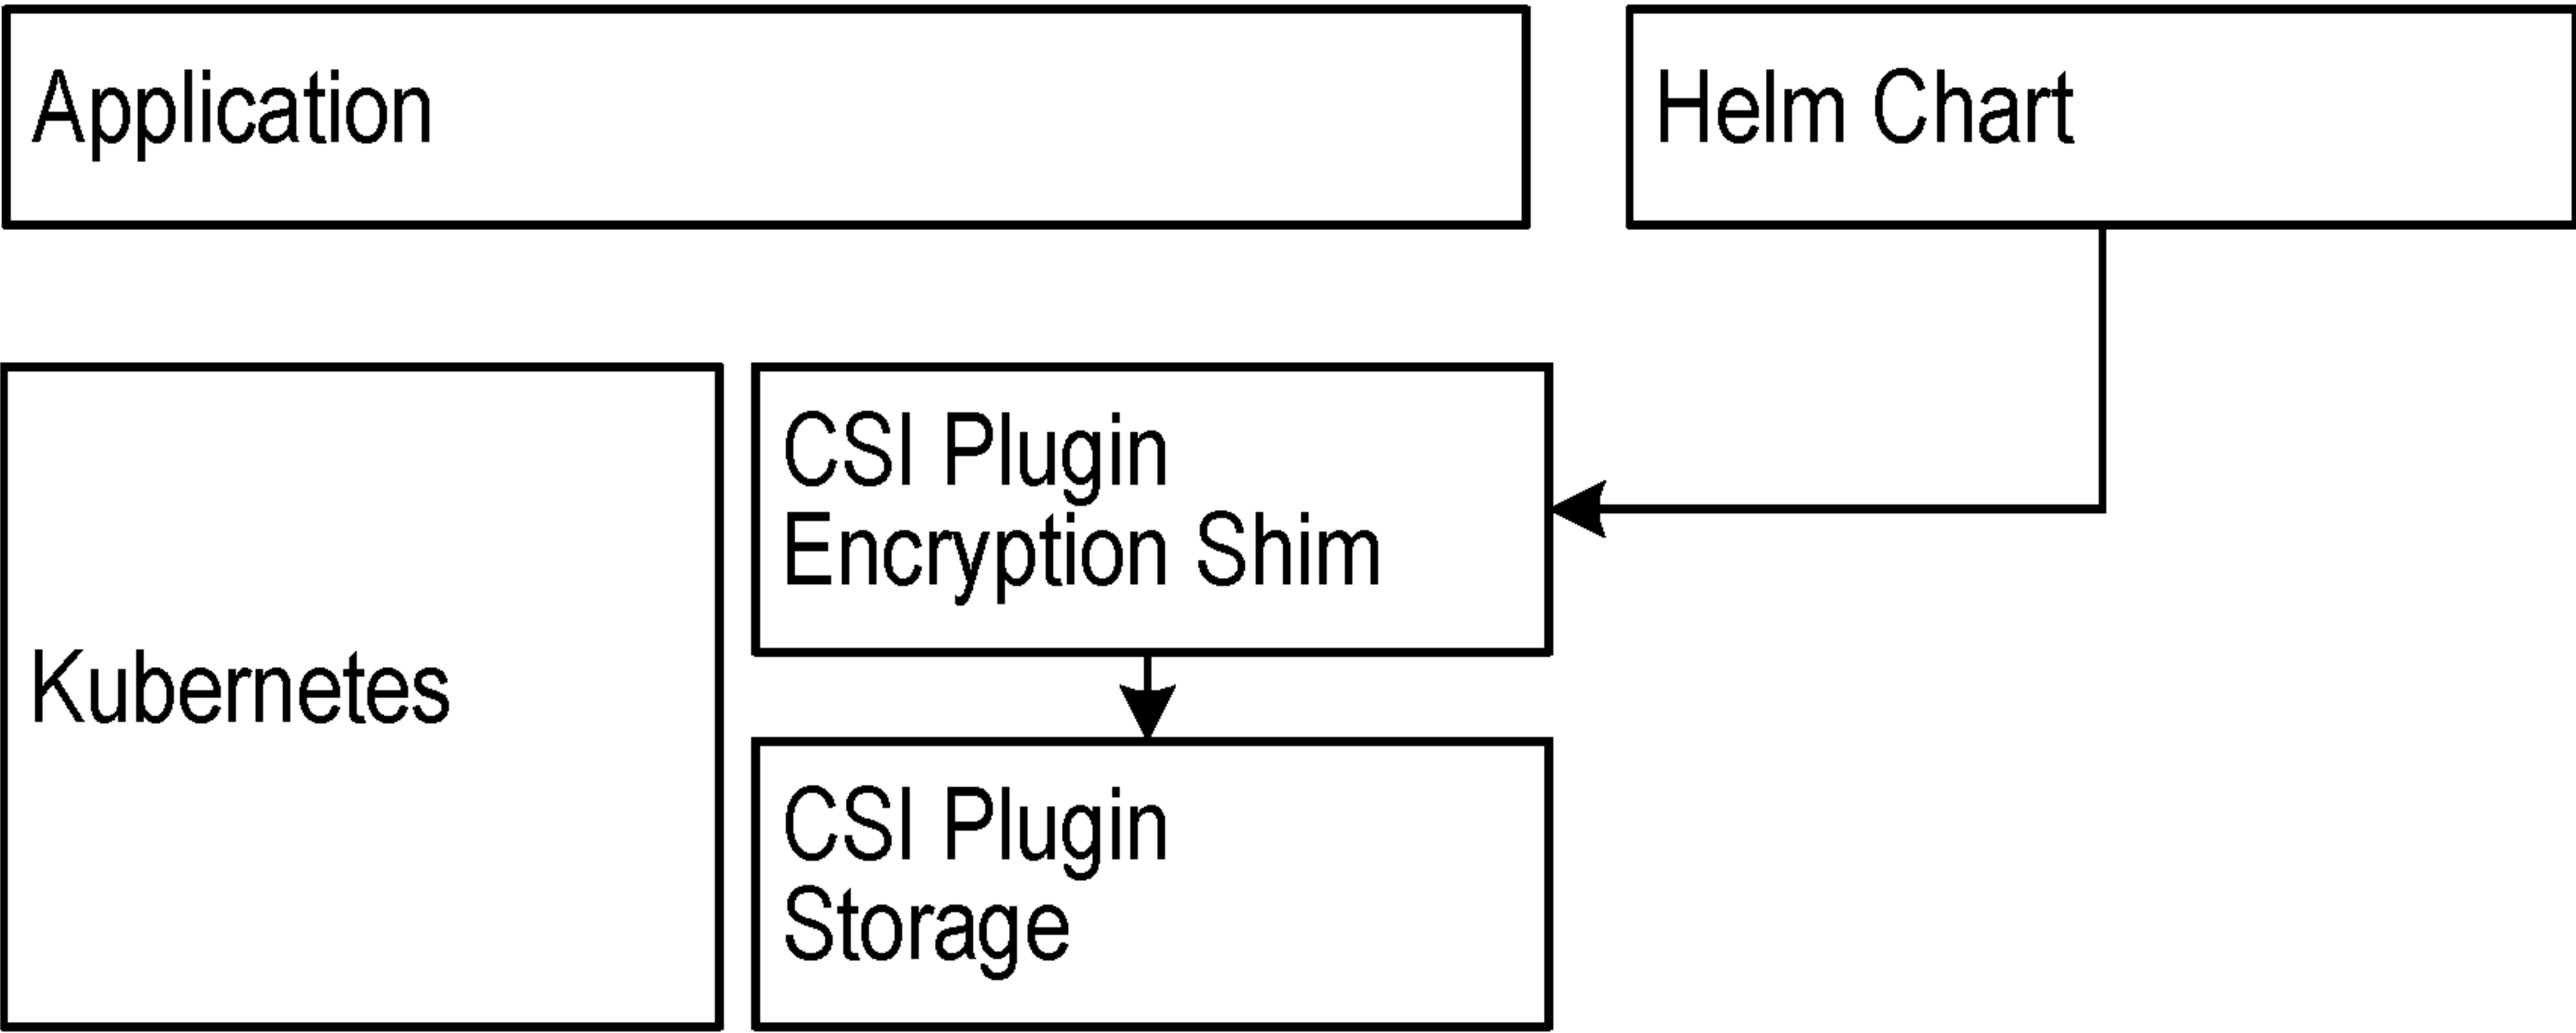 Application
Helm Chart
CSI Plugin
Encryption Shim
Kubernetes
CSI Plugin
Storage